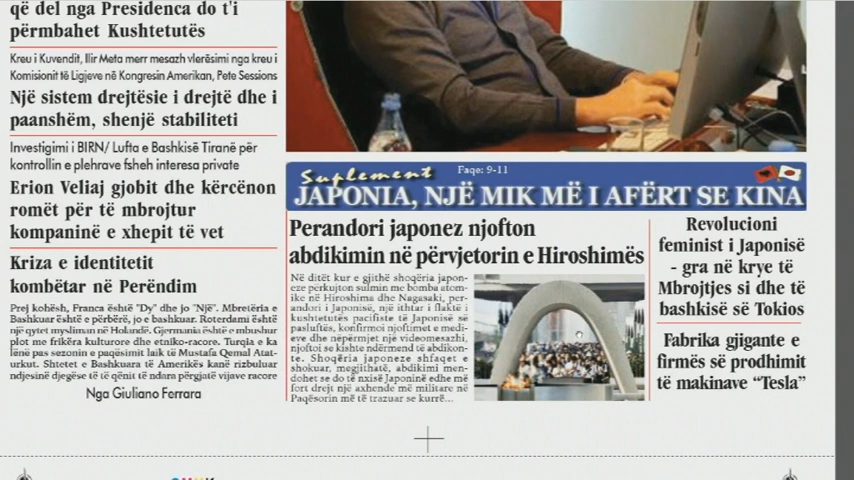 që del nga Presidenca do t'i
përmbahet Kushtetutës
Kreu i Kuvendit, Ilir Meta merr mesazh vlerësimi nga kreu i
Komisionit të Ligjeve në Kongresin Amerikan, Pete Sessions
Një sistem drejtësie i drejtë dhe i
paanshëm, shenjë stabiliteti
Investigimi i BIRN/ Lufta e Bashkisë Tiranë për
kontrollin e plehrave fsheh interesa private
Erion Veliaj gjobit dhe kërcënon
romët për të mbrojtur
kompaninë e xhepit të vet
Kriza e identitetit
kombëtar në Perëndim
Prej kohësh, Franca është "Dy" dhe jo "Një". Mbretëria e
Bashkuar është e përbërë, jo e bashkuar. Roterdami është
një qytet mysliman në Holandë. Gjermania është e mbushur
plot me frikëra kulturore dhe etniko-racore. Turqia e ka
lënë pas sezonin e paqësimit laik të Mustafa Qemal Atat-
urkut. Shtetet e Bashkuara të Amerikës kanë rizbuluar
ndjesinë djegëse të të qënit të ndara përgjatë vijave racore
Nga Giuliano Ferrara
Suplement
Faqe: 9-11
JAPONIA, NJË MIK MË I AFËRT SE KINA
Perandori japonez njofton
abdikimin në përvjetorin e Hiroshimës
Në ditët kur e gjithë shoqëria japon-
eze përkujton sulmin me bomba atom-
ike në Hiroshima dhe Nagasaki, per-
andori i Japonisë, një ithtar i flaktë i
kushtetutës pacifiste të Japonisë së
pasluftës, konfirmoi njoftimet e medi-
eve dhe nëpërmjet një videomesazhi,
njoftoi se kishte ndërmend të abdikon-
te. Shoqëria japoneze shfaqet e
shokuar, megjithatë, abdikimi men-
dohet se do të nxisë Japoninë edhe më
fort drejt një axhende më militare në
Paqësorin më të trazuar se kurrë...
Revolucioni
feminist i Japonisë
- gra në krye të
Mbrojtjes si dhe të
bashkisë së Tokios
Fabrika gjigante e
firmës së prodhimit
të makinave "Tesla"
CMYK